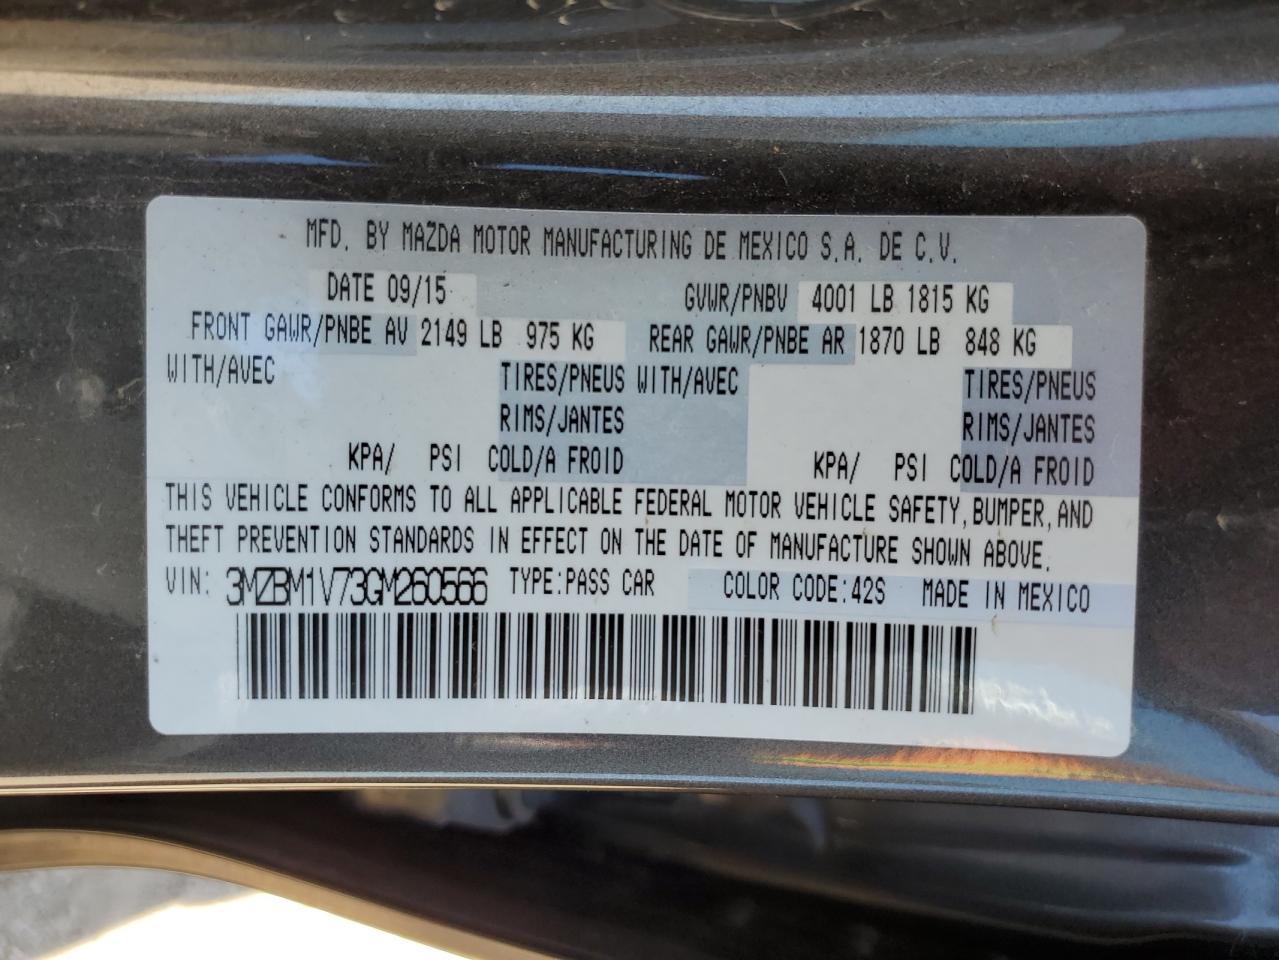 MFD. BY MAZDA MOTOR MANUFACTURING DE MEXICO S.A. DE C.V.
DATE 09/15 GVWR/PNBV 4001 LB 1815 KG
FRONT GAWR/PNBE AV 2149 LB 975 KG REAR GAWR/PNBE AR 1870 LB 848 KG
WITH/AVEC TIRES/PNEUS WITH/AVEC TIRES/PNEUS
RIMS/JANTES RIMS/JANTES
KPA/ PSI COLD/A FROID KPA/ PSI COLD/A FROID
THIS VEHICLE CONFORMS TO ALL APPLICABLE FEDERAL MOTOR VEHICLE SAFETY, BUMPER, AND
THEFT PREVENTION STANDARDS IN EFFECT ON THE DATE OF MANUFACTURE SHOWN ABOVE.
VIN: 3MZBM1V73GM260566 TYPE:PASS CAR COLOR CODE:42S MADE IN MEXICO